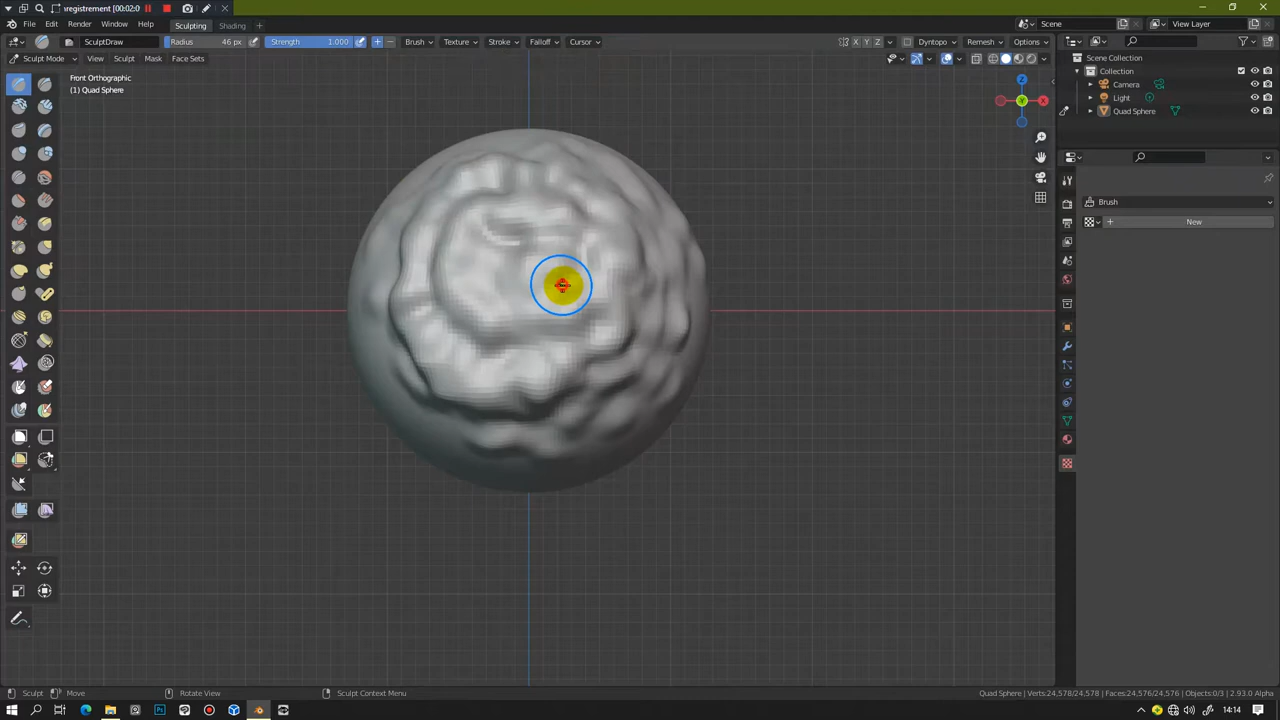 nregistrement [00:02:0
File Edit Render Window Help Sculpting Shading + Scene View Layer
SculptDraw Radius 46 px Strength 1.000 Brush Texture Stroke Falloff Cursor X Y Z Dyntopo Remesh Options
Sculpt Mode View Sculpt Mask Face Sets
Front Orthographic
(1) Quad Sphere
Z
Y X
Scene Collection
Collection
Camera
Light
Quad Sphere
Brush
+ New
Sculpt Move Rotate View Sculpt Context Menu Quad Sphere | Verts:24,578/24,578 | Faces:24,576/24,576 | Objects:0/3 | 2.93.0 Alpha
14:14